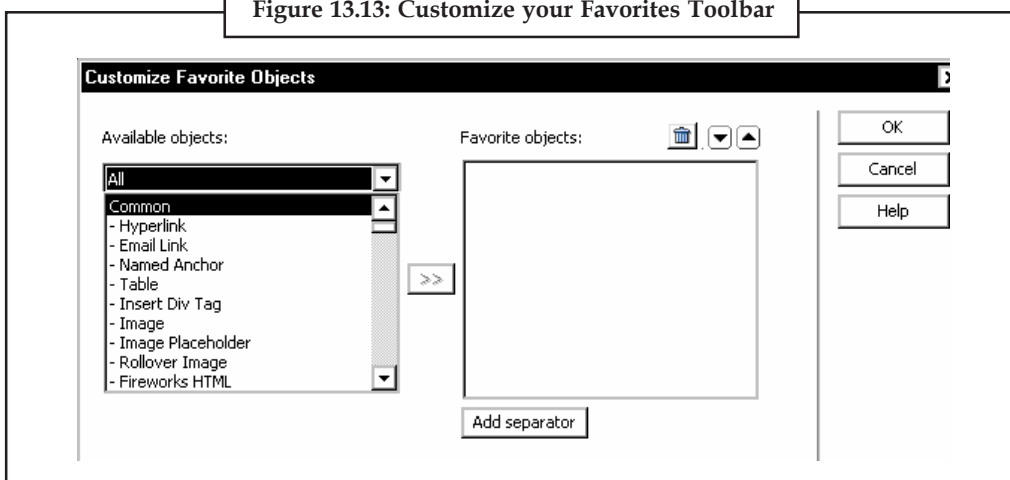 Figure 13.13: Customize your Favorites Toolbar
Customize Favorite Objects
Available objects:
All
Common
- Hyperlink
- Email Link
- Named Anchor
- Table
- Insert Div Tag
- Image
- Image Placeholder
- Rollover Image
- Fireworks HTML
>>
Favorite objects:
Add separator
OK
Cancel
Help